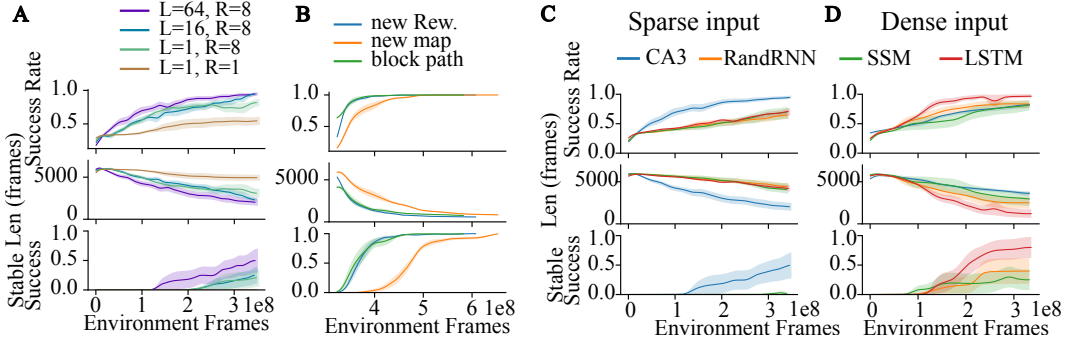 A
L=64, R=8
L=16, R=8
L=1, R=8
L=1, R=1
B
new Rew.
new map
block path
C
Sparse input
D
Dense input
CA3
RandRNN
SSM
LSTM
Success Rate
1.0
0.5
Len (frames)
5000
0
Stable
Success
1.0
0.5
0.0
0 1 2 3 1e8
Environment Frames
1.0
0.5
5000
0
1.0
0.5
0.0
4 5 6 1e8
Environment Frames
Success Rate
1.0
0.5
0.0
Len (frames)
5000
0
Stable
Success
1.0
0.5
0.0
0 1 2 3 1e8
Environment Frames
1.0
0.5
0.0
5000
0
1.0
0.5
0.0
0 1 2 3 1e8
Environment Frames